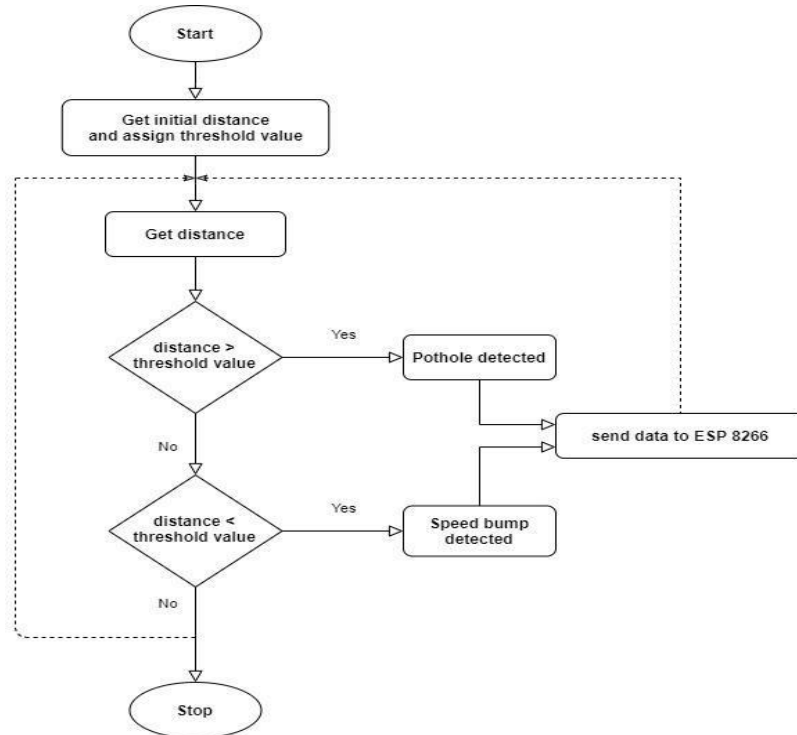 Start
Get initial distance
and assign threshold value
Get distance
distance >
threshold value
Yes
Pothole detected
send data to ESP 8266
No
distance <
threshold value
Yes
Speed bump
detected
No
Stop